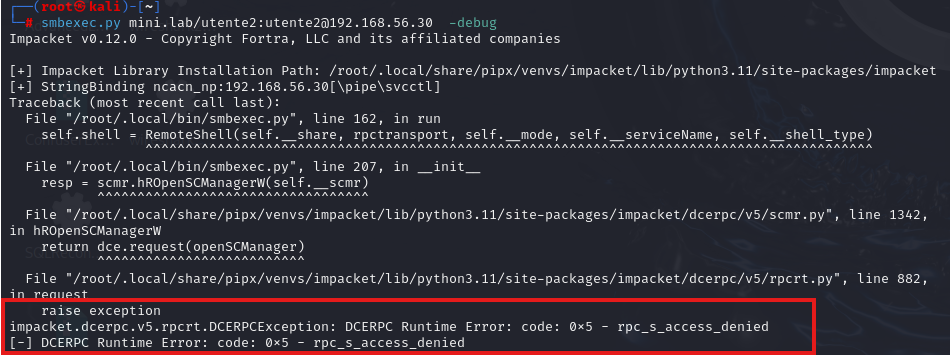 ┌──(root㉿kali)-[~]
└─# smbexec.py mini.lab/utente2:utente2@192.168.56.30  -debug
Impacket v0.12.0 - Copyright Fortra, LLC and its affiliated companies
[+] Impacket Library Installation Path: /root/.local/share/pipx/venvs/impacket/lib/python3.11/site-packages/impacket
[+] StringBinding ncacn_np:192.168.56.30[\pipe\svcctl]
Traceback (most recent call last):
  File "/root/.local/bin/smbexec.py", line 162, in run
    self.shell = RemoteShell(self.__share, rpctransport, self.__mode, self.__serviceName, self.__shell_type)
                 ^^^^^^^^^^^^^^^^^^^^^^^^^^^^^^^^^^^^^^^^^^^^^^^^^^^^^^^^^^^^^^^^^^^^^^^^^^^^^^^^^^^^^^^^^^^
  File "/root/.local/bin/smbexec.py", line 207, in __init__
    resp = scmr.hROpenSCManagerW(self.__scmr)
           ^^^^^^^^^^^^^^^^^^^^^^^^^^^^^^^^^^
  File "/root/.local/share/pipx/venvs/impacket/lib/python3.11/site-packages/impacket/dcerpc/v5/scmr.py", line 1342,
in hROpenSCManagerW
    return dce.request(openSCManager)
           ^^^^^^^^^^^^^^^^^^^^^^^^^^
  File "/root/.local/share/pipx/venvs/impacket/lib/python3.11/site-packages/impacket/dcerpc/v5/rpcrt.py", line 882,
in request
    raise exception
impacket.dcerpc.v5.rpcrt.DCERPCException: DCERPC Runtime Error: code: 0x5 - rpc_s_access_denied
[-] DCERPC Runtime Error: code: 0x5 - rpc_s_access_denied